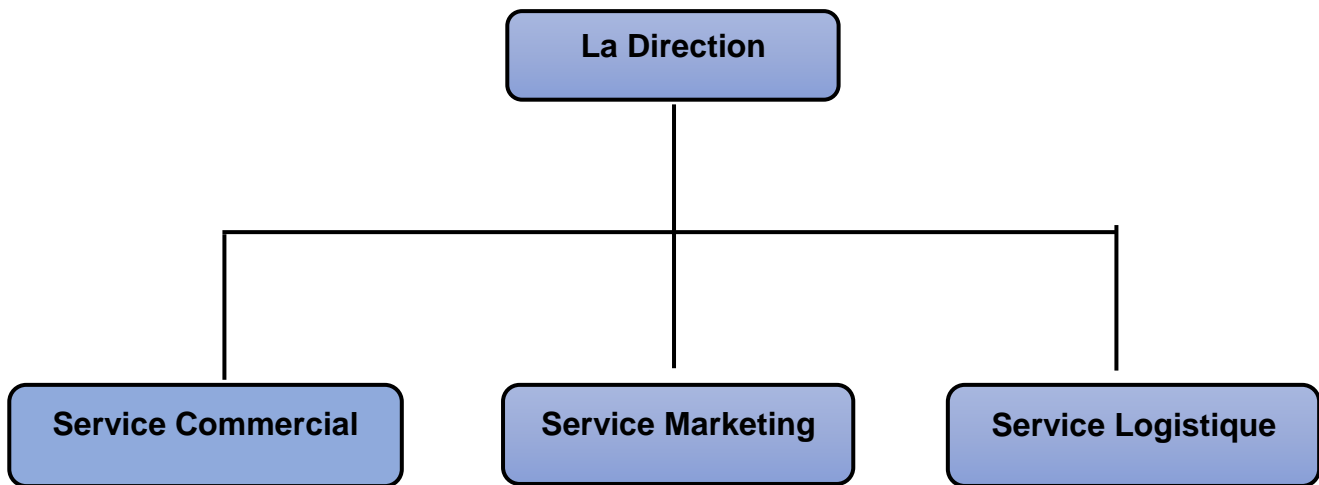 La Direction
Service Commercial
Service Marketing
Service Logistique